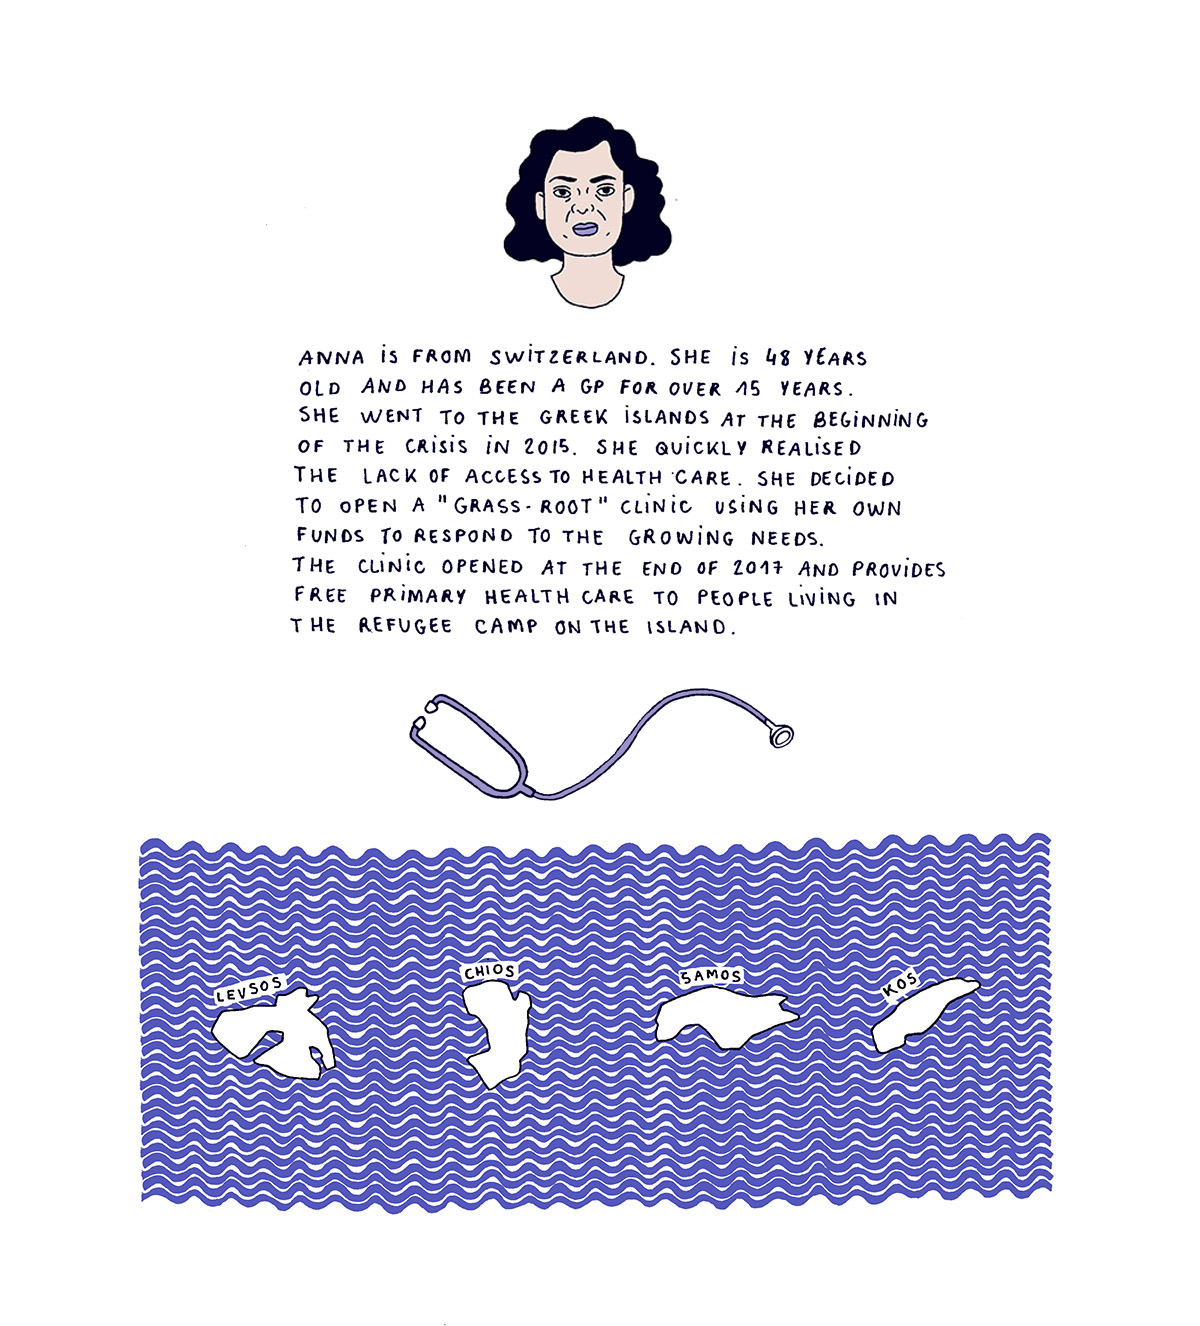 ANNA IS FROM SWITZERLAND. SHE IS 48 YEARS
OLD AND HAS BEEN A GP FOR OVER 15 YEARS.
SHE WENT TO THE GREEK ISLANDS AT THE BEGINNING
OF THE CRISIS IN 2015. SHE QUICKLY REALISED
THE LACK OF ACCESS TO HEALTH CARE. SHE DECIDED
TO OPEN A "GRASS-ROOT" CLINIC USING HER OWN
FUNDS TO RESPOND TO THE GROWING NEEDS.
THE CLINIC OPENED AT THE END OF 2017 AND PROVIDES
FREE PRIMARY HEALTH CARE TO PEOPLE LIVING IN
THE REFUGEE CAMP ON THE ISLAND.
LEVSOS
CHIOS
SAMOS
KOS